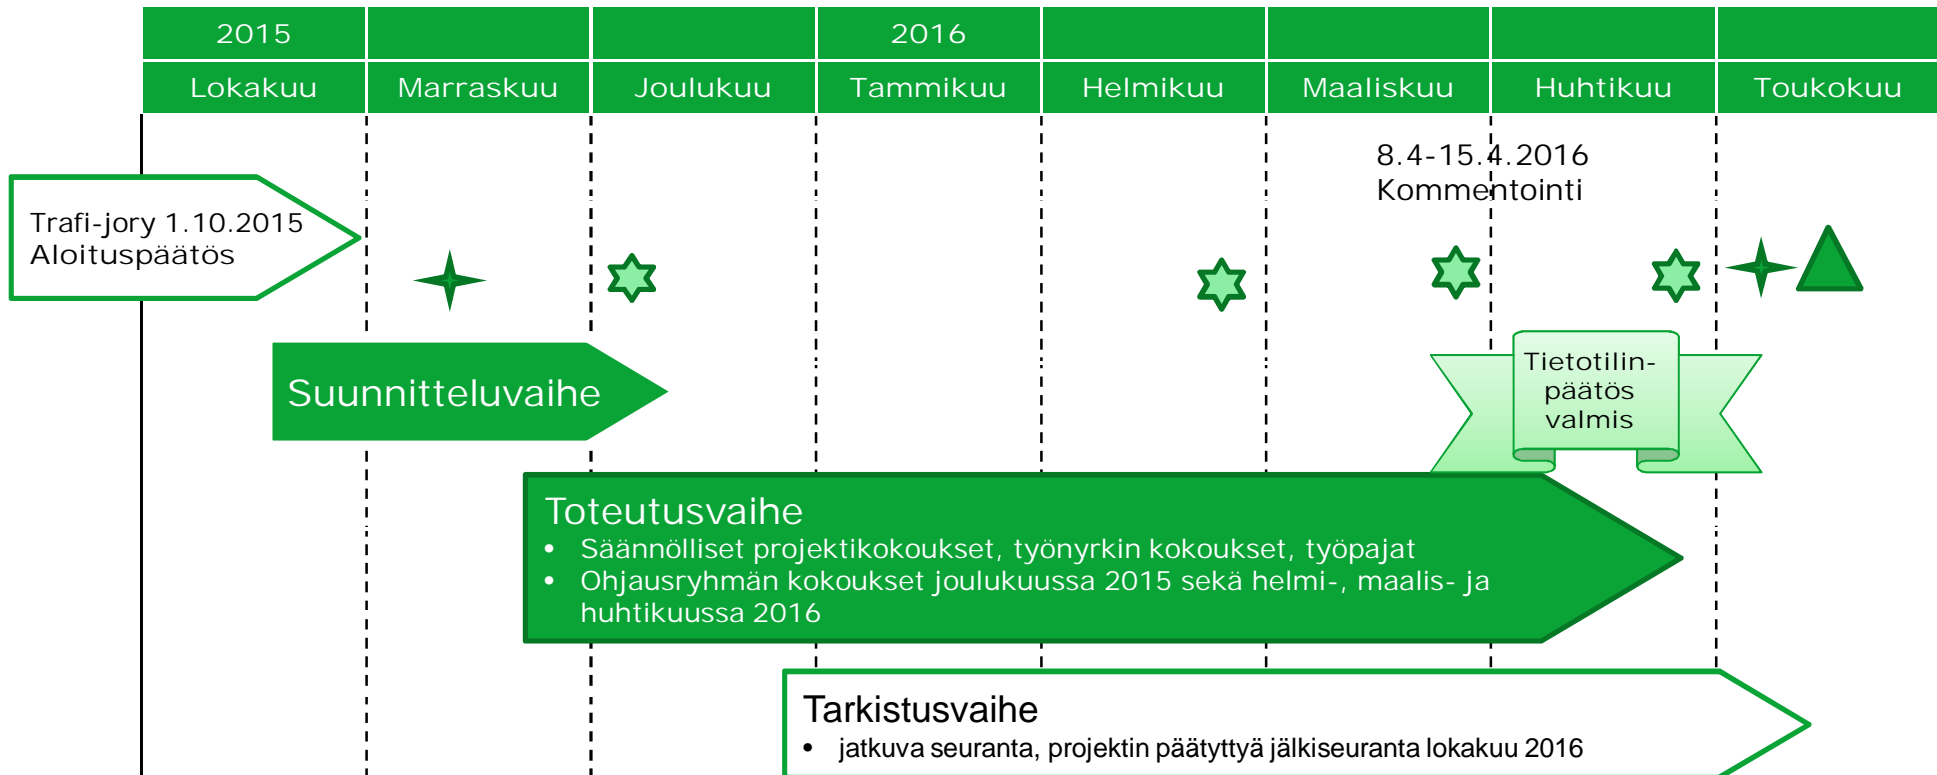 2015 2016
Lokakuu Marraskuu Joulukuu Tammikuu Helmikuu Maaliskuu Huhtikuu Toukokuu
8.4-15.4.2016
Kommentointi
Trafi-jory 1.10.2015
Aloituspäätös
Suunnitteluvaihe
Tietotilin-
päätös
valmis
Toteutusvaihe
• Säännölliset projektikokoukset, työnyrkin kokoukset, työpajat
• Ohjausryhmän kokoukset joulukuussa 2015 sekä helmi-, maalis- ja
huhtikuussa 2016
Tarkistusvaihe
• jatkuva seuranta, projektin päätyttyä jälkiseuranta lokakuu 2016